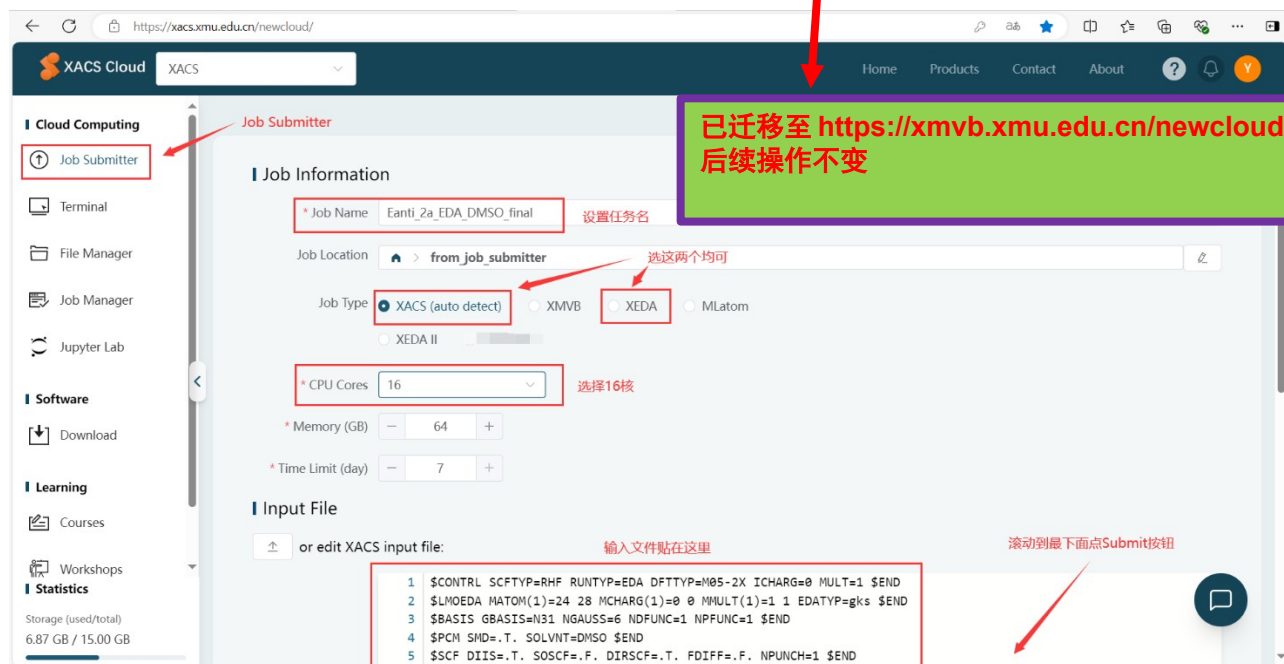 https://xacs.xmu.edu.cn/newcloud/
XACS Cloud
XACS
Home Products Contact About ? Y
已迁移至 https://xmvb.xmu.edu.cn/newcloud
后续操作不变
Cloud Computing
Job Submitter
Terminal
File Manager
Job Manager
Jupyter Lab
Software
Download
Learning
Courses
Workshops
Statistics
Storage (used/total)
6.87 GB / 15.00 GB
Job Submitter
Job Information
* Job Name Eanti_2a_EDA_DMSO_final 设置任务名
Job Location > from_job_submitter 选这两个均可
Job Type XACS (auto detect) XMVB XEDA MLatom
XEDA II
* CPU Cores 16 选择16核
* Memory (GB) − 64 +
* Time Limit (day) − 7 +
Input File
or edit XACS input file: 输入文件贴在这里 滚动到最下面点Submit按钮
1 $CONTRL SCFTYP=RHF RUNTYP=EDA DFTTYP=M05-2X ICHARG=0 MULT=1 $END
2 $LMOEDA MATOM(1)=24 28 MCHARG(1)=0 0 MMULT(1)=1 1 EDATYP=gks $END
3 $BASIS GBASIS=N31 NGAUSS=6 NDFUNC=1 NPFUNC=1 $END
4 $PCM SMD=.T. SOLVNT=DMSO $END
5 $SCF DIIS=.T. SOSCF=.F. DIRSCF=.T. FDIFF=.F. NPUNCH=1 $END